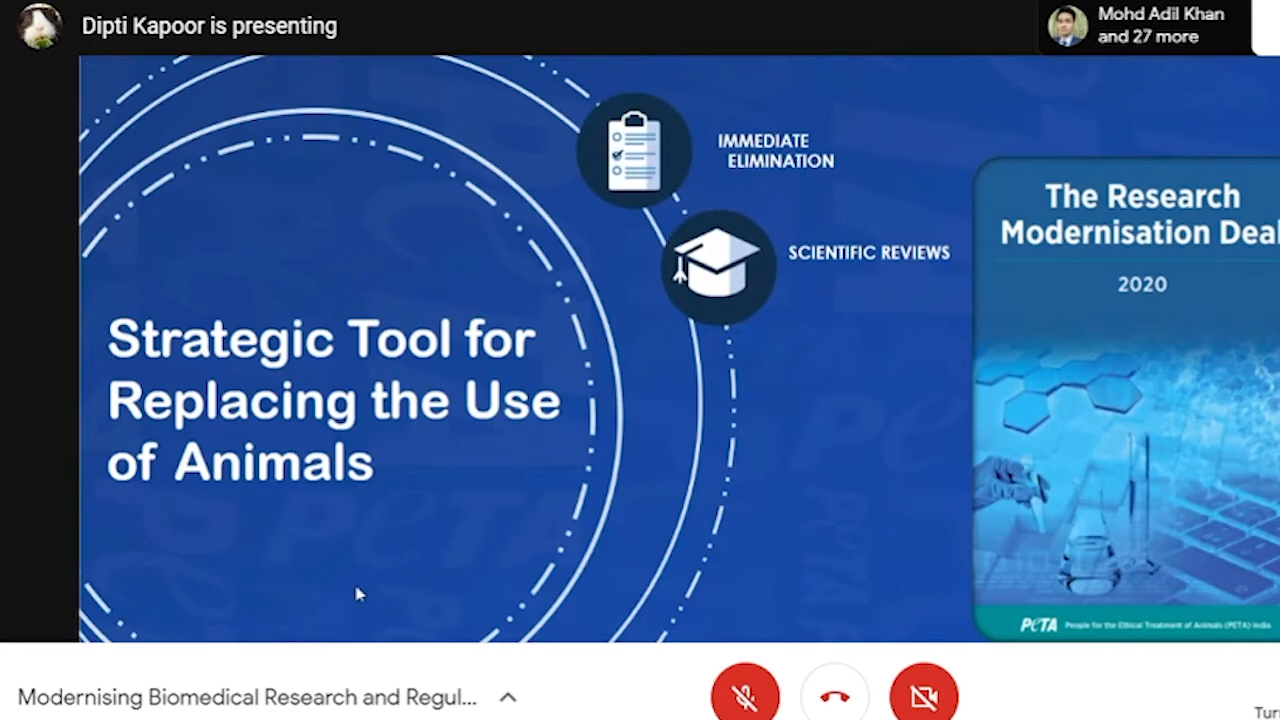 Dipti Kapoor is presenting
Mohd Adil Khan
and 27 more
IMMEDIATE
ELIMINATION
SCIENTIFIC REVIEWS
The Research
Modernisation Deal
2020
Strategic Tool for
Replacing the Use
of Animals
PETA People for the Ethical Treatment of Animals (PETA) India
Modernising Biomedical Research and Regul...
Tur